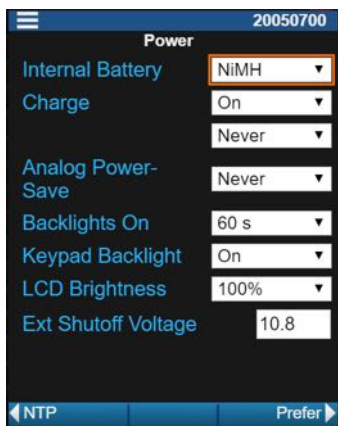 20050700
Power
Internal Battery NiMH
Charge On
Never
Analog Power-
Save Never
Backlights On 60 s
Keypad Backlight On
LCD Brightness 100%
Ext Shutoff Voltage 10.8
NTP Prefer